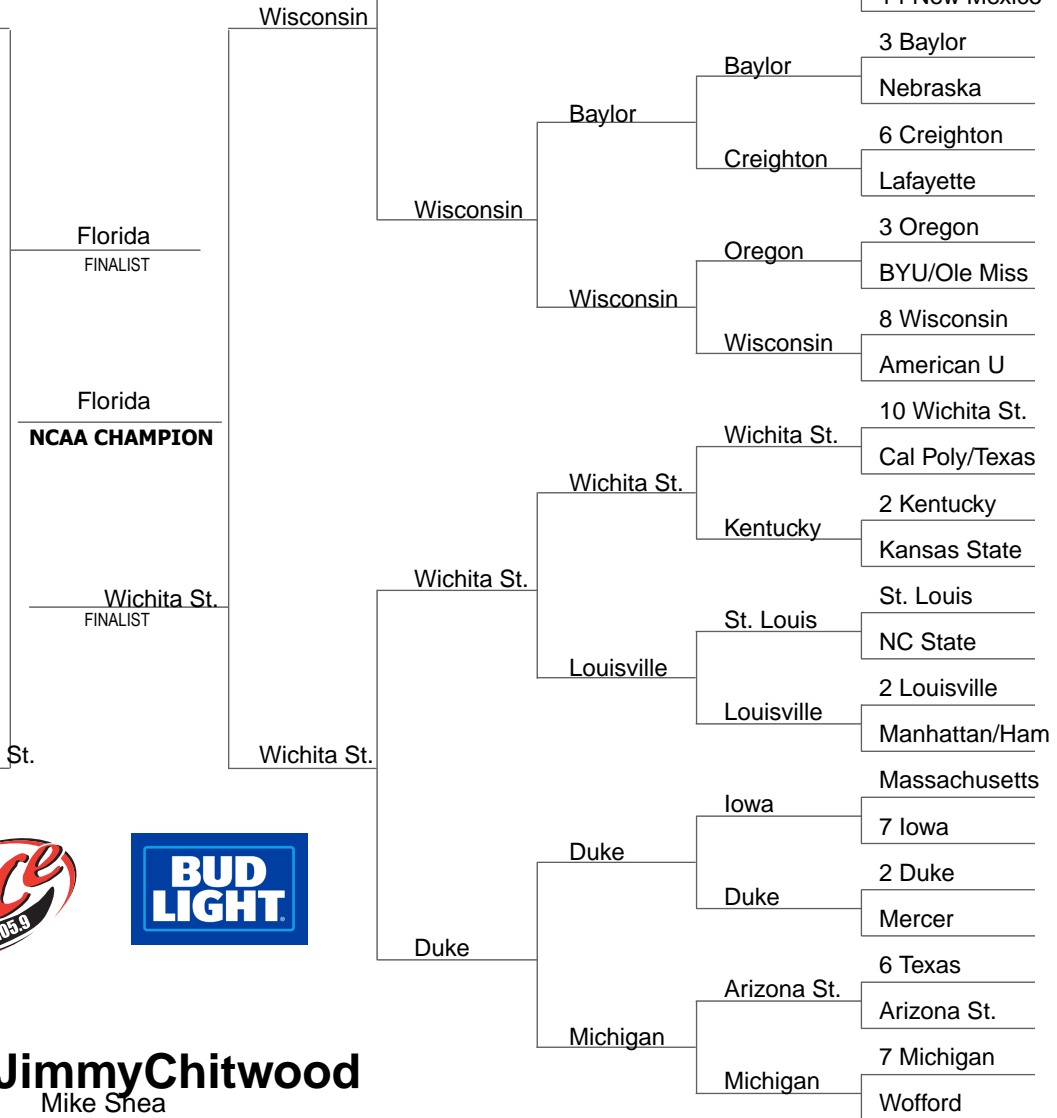 Wisconsin
3 Baylor
Baylor
Nebraska
Baylor
6 Creighton
Creighton
Lafayette
Wisconsin
3 Oregon
Florida
FINALIST
Oregon
BYU/Ole Miss
Wisconsin
8 Wisconsin
Wisconsin
American U
Florida
NCAA CHAMPION
10 Wichita St.
Wichita St.
Cal Poly/Texas
Wichita St.
2 Kentucky
Kentucky
Kansas State
Wichita St.
Wichita St.
FINALIST
St. Louis
St. Louis
NC State
Louisville
2 Louisville
Louisville
Manhattan/Ham
St.
Wichita St.
Massachusetts
Iowa
7 Iowa
Duke
2 Duke
Duke
Mercer
105.9
BUD
LIGHT
Duke
6 Texas
Arizona St.
Arizona St.
Michigan
7 Michigan
Michigan
Wofford
JimmyChitwood
Mike Shea